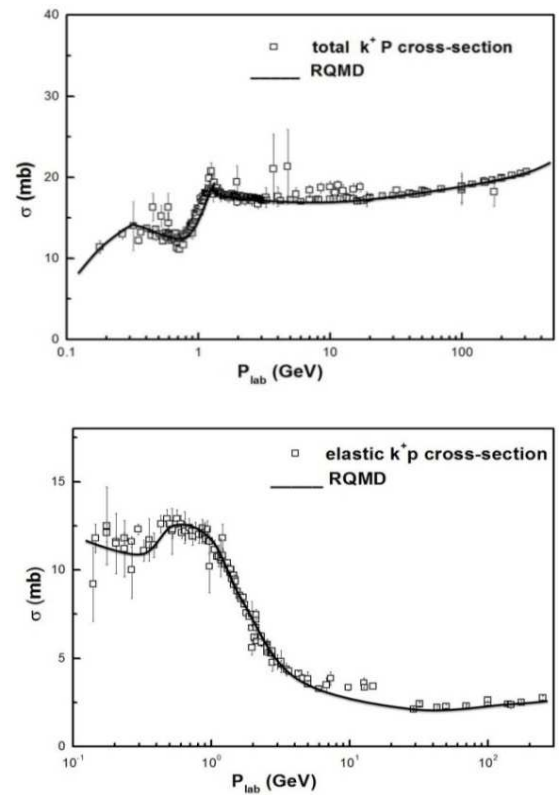 40
30
20
10
0
σ (mb)
total k⁺ P cross-section
RQMD
0.1
1
10
100
P_lab (GeV)
15
10
5
0
σ (mb)
elastic k⁺p cross-section
RQMD
10⁻¹
10⁰
10¹
10²
P_lab (GeV)